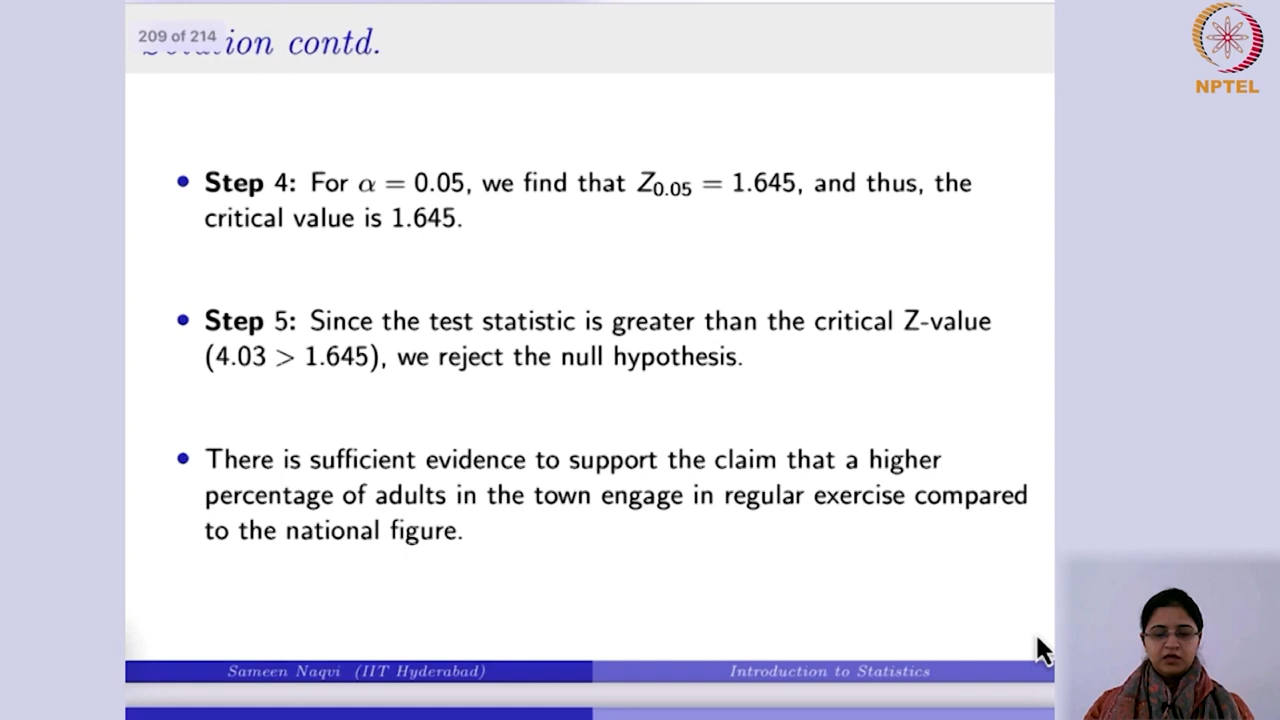 209 of 214
ion contd.
NPTEL
• Step 4: For α = 0.05, we find that Z0.05 = 1.645, and thus, the
critical value is 1.645.
• Step 5: Since the test statistic is greater than the critical Z-value
(4.03 > 1.645), we reject the null hypothesis.
• There is sufficient evidence to support the claim that a higher
percentage of adults in the town engage in regular exercise compared
to the national figure.
Sameen Naqvi (IIT Hyderabad)
Introduction to Statistics